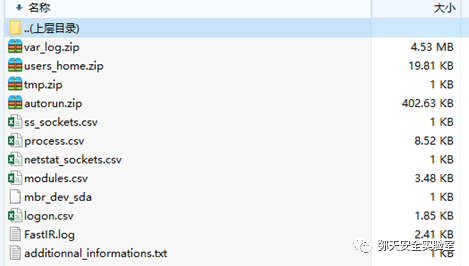 名称 大小
..(上层目录)
var_log.zip 4.53 MB
users_home.zip 19.81 KB
tmp.zip 1 KB
autorun.zip 402.63 KB
ss_sockets.csv 1 KB
process.csv 8.52 KB
netstat_sockets.csv 1 KB
modules.csv 3.48 KB
mbr_dev_sda 1 KB
logon.csv 1.85 KB
FastIR.log 2.41 KB
additionnal_informations.txt 1 KB
弥天安全实验室